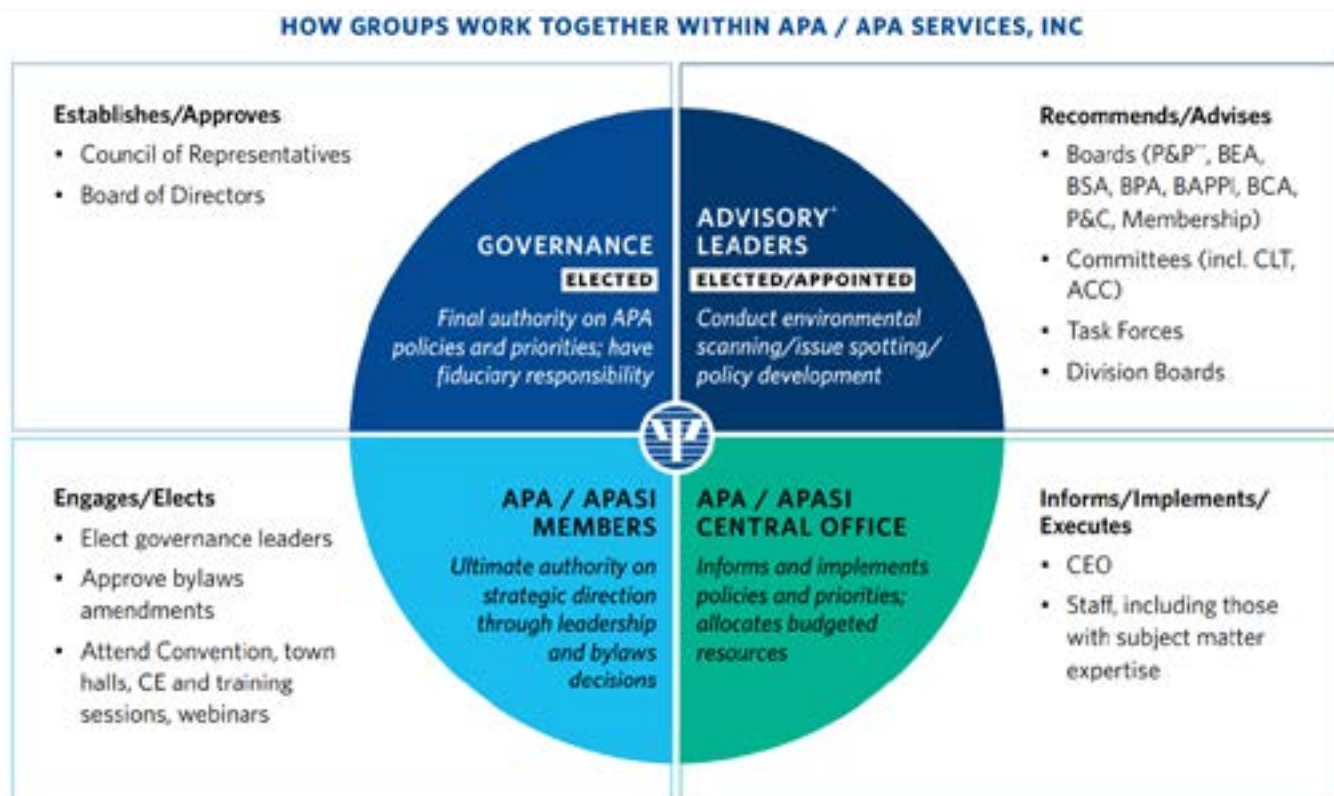 HOW GROUPS WORK TOGETHER WITHIN APA / APA SERVICES, INC
Establishes/Approves
• Council of Representatives
• Board of Directors
GOVERNANCE
ELECTED
Final authority on APA
policies and priorities; have
fiduciary responsibility
ADVISORY*
LEADERS
ELECTED/APPOINTED
Conduct environmental
scanning/issue spotting/
policy development
Recommends/Advises
• Boards (P&P**, BEA,
BSA, BPA, BAPPI, BCA,
P&C, Membership)
• Committees (incl. CLT,
ACC)
• Task Forces
• Division Boards
Engages/Elects
• Elect governance leaders
• Approve bylaws
amendments
• Attend Convention, town
halls, CE and training
sessions, webinars
APA / APASI
MEMBERS
Ultimate authority on
strategic direction
through leadership
and bylaws
decisions
APA / APASI
CENTRAL OFFICE
Informs and implements
policies and priorities;
allocates budgeted
resources
Informs/Implements/
Executes
• CEO
• Staff, including those
with subject matter
expertise